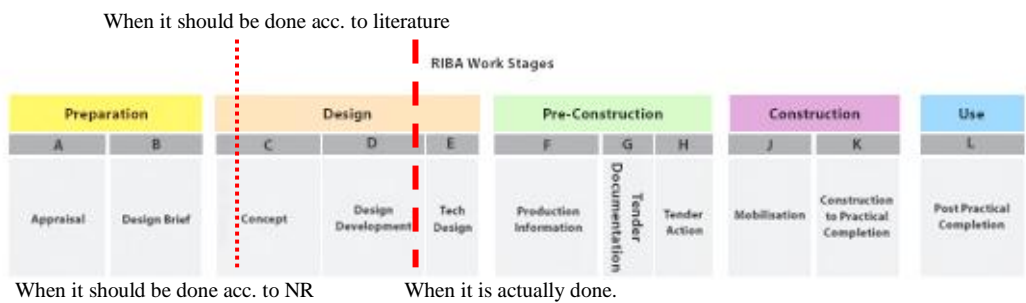 When it should be done acc. to literature
RIBA Work Stages
Preparation
Design
Pre-Construction
Construction
Use
A
B
C
D
E
F
G
H
J
K
L
Appraisal
Design Brief
Concept
Design
Development
Tech
Design
Production
Information
Tender
Documentation
Tender
Action
Mobilisation
Construction
to Practical
Completion
Post Practical
Completion
When it should be done acc. to NR
When it is actually done.